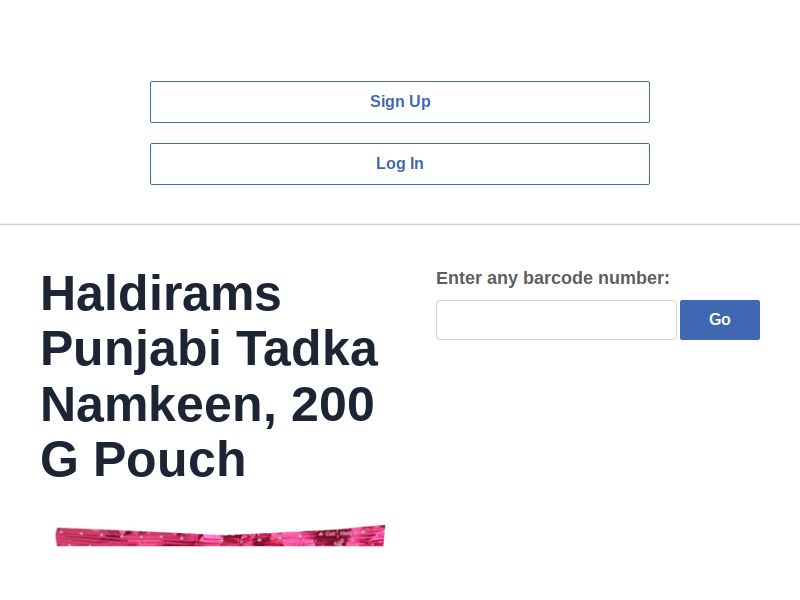 Sign Up
Log In
Haldirams
Punjabi Tadka
Namkeen, 200
G Pouch
Enter any barcode number:
Go